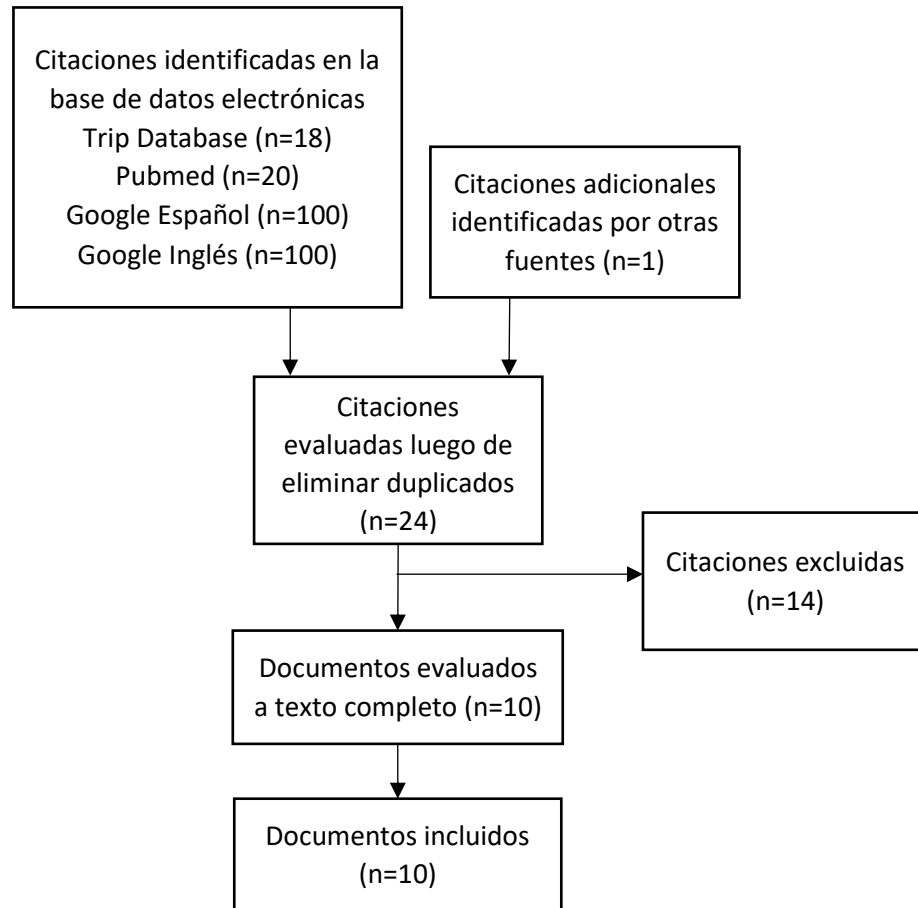 Citaciones identificadas en la
base de datos electrónicas
Trip Database (n=18)
Pubmed (n=20)
Google Español (n=100)
Google Inglés (n=100)
Citaciones adicionales
identificadas por otras
fuentes (n=1)
Citaciones
evaluadas luego de
eliminar duplicados
(n=24)
Citaciones excluidas
(n=14)
Documentos evaluados
a texto completo (n=10)
Documentos incluidos
(n=10)